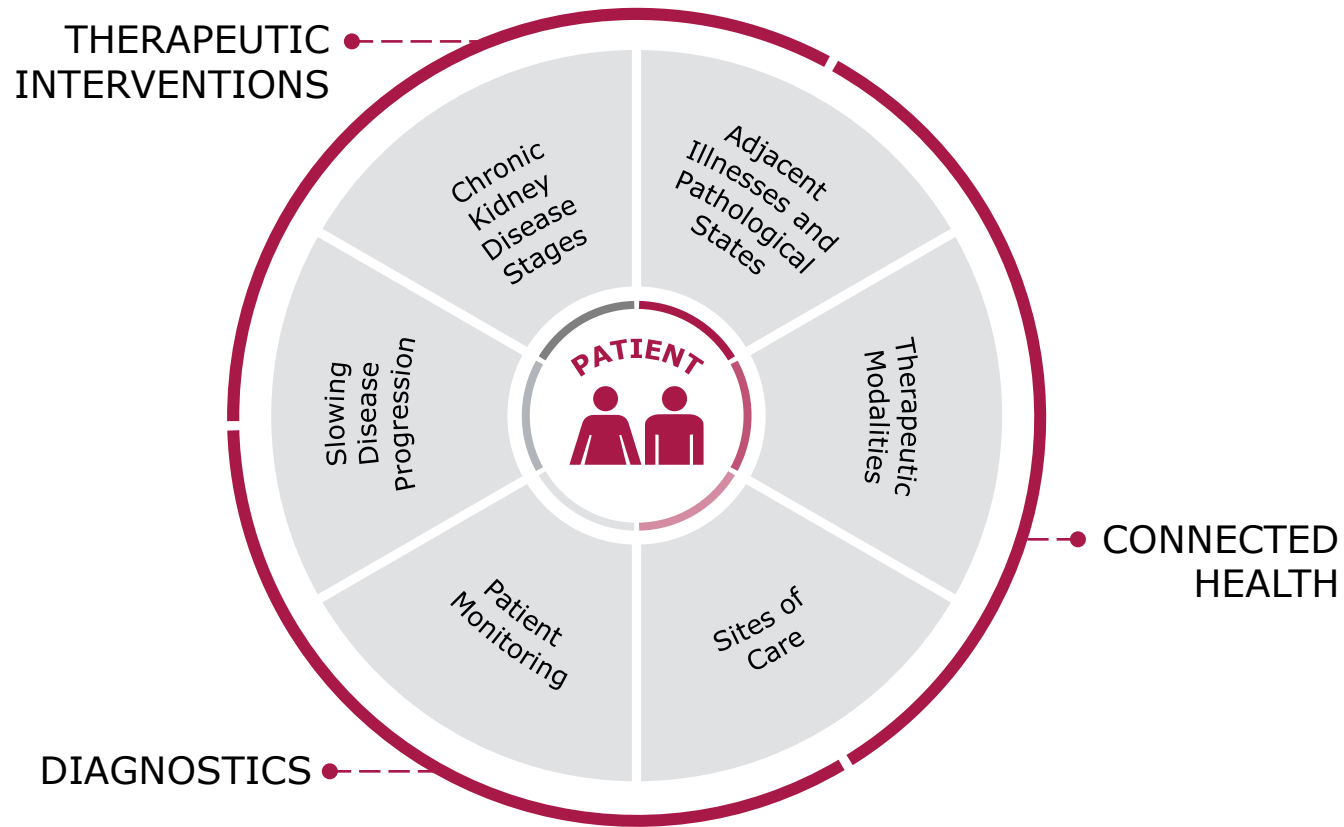 THERAPEUTIC
INTERVENTIONS
Chronic
Kidney
Disease
Stages
Adjacent
Illnesses and
Pathological
States
Slowing
Disease
Progression
PATIENT
Therapeutic
Modalities
CONNECTED
HEALTH
Patient
Monitoring
Sites of
Care
DIAGNOSTICS